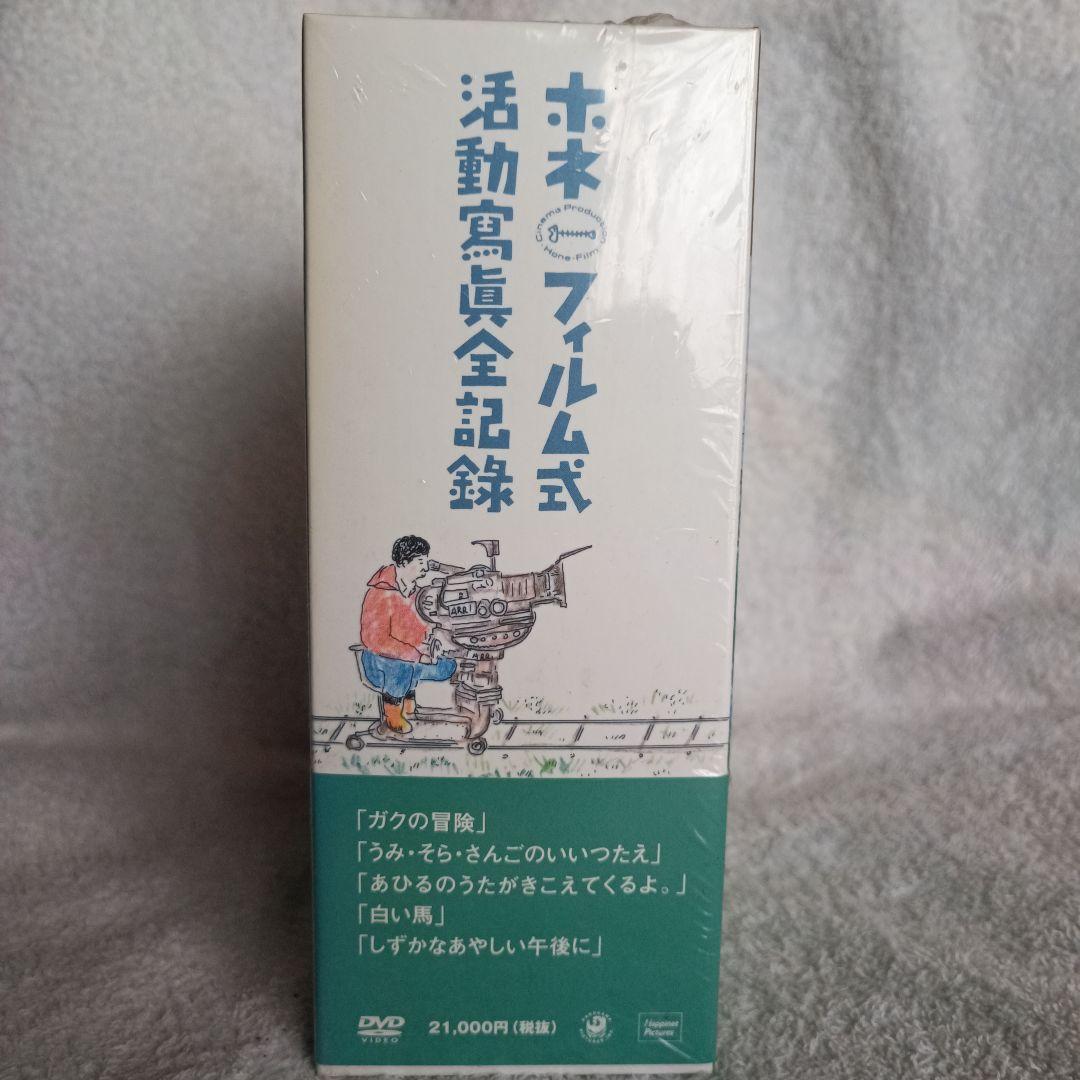 ホネ・フィルム式
Cinema Production
Hone-Film
活動寫眞全記錄
ARRI
ARRI
「ガクの冒険」
「うみ・そら・さんごのいいつたえ」
「あひるのうたがきこえてくるよ。」
「白い馬」
「しずかなあやしい午後に」
DVD
VIDEO
21,000円(税抜)
Happinet
Pictures